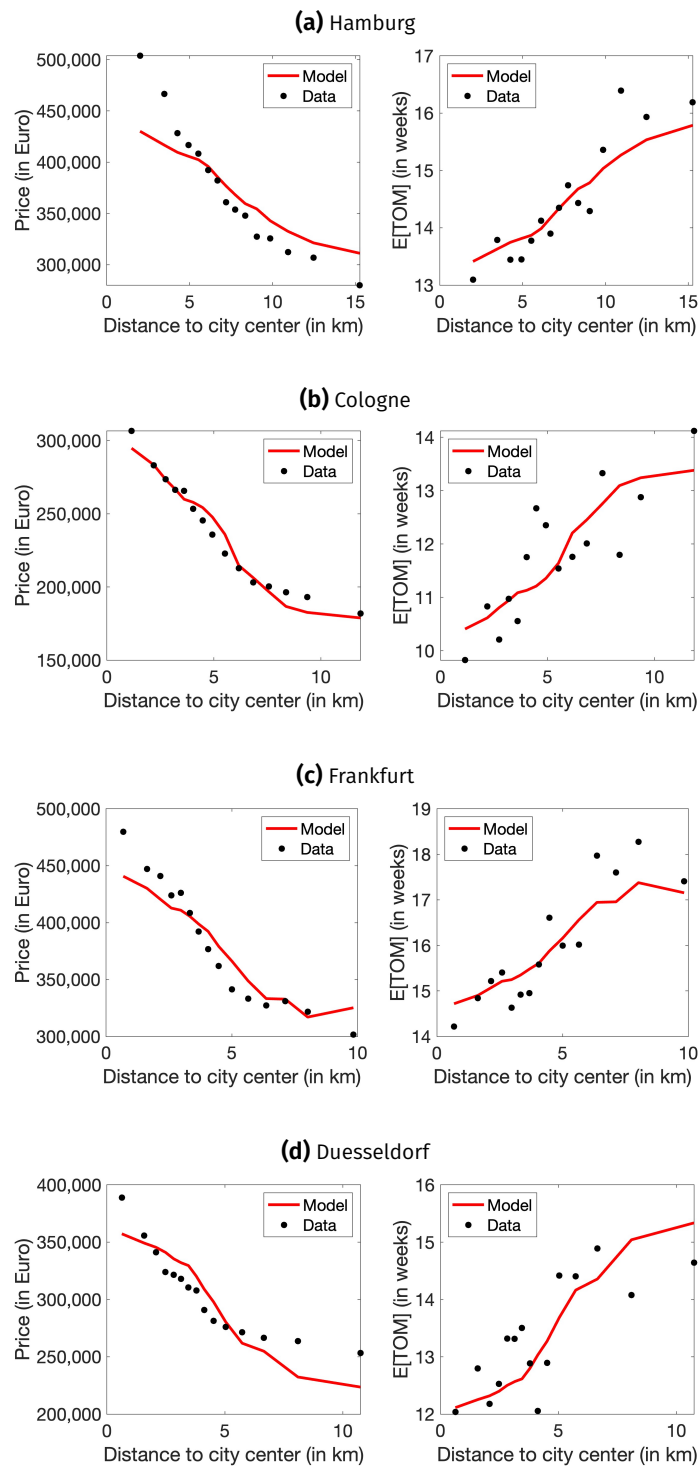 (a) Hamburg
500,000
450,000
400,000
350,000
300,000
0 5 10 15
Price (in Euro)
Distance to city center (in km)
Model
Data
17
16
15
14
13
0 5 10 15
E[TOM] (in weeks)
Distance to city center (in km)
Model
Data
(b) Cologne
300,000
250,000
200,000
150,000
0 5 10
Price (in Euro)
Distance to city center (in km)
Model
Data
14
13
12
11
10
0 5 10
E[TOM] (in weeks)
Distance to city center (in km)
Model
Data
(c) Frankfurt
500,000
450,000
400,000
350,000
300,000
0 5 10
Price (in Euro)
Distance to city center (in km)
Model
Data
19
18
17
16
15
14
0 5 10
E[TOM] (in weeks)
Distance to city center (in km)
Model
Data
(d) Duesseldorf
400,000
350,000
300,000
250,000
200,000
0 5 10
Price (in Euro)
Distance to city center (in km)
Model
Data
16
15
14
13
12
0 5 10
E[TOM] (in weeks)
Distance to city center (in km)
Model
Data